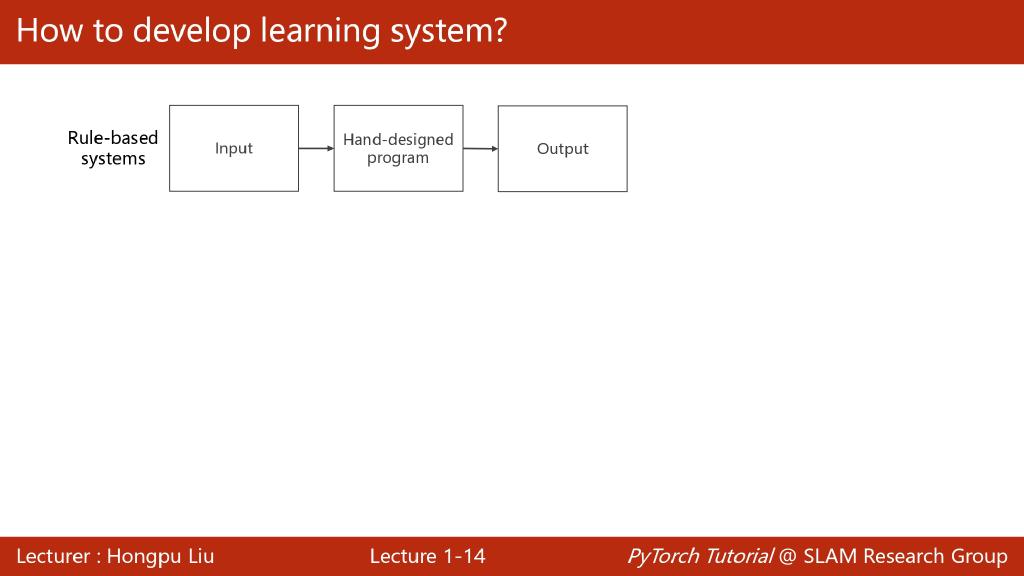 How to develop learning system?
Rule-based
systems
Input
Hand-designed
program
Output
Lecturer : Hongpu Liu
Lecture 1-14
PyTorch Tutorial @ SLAM Research Group